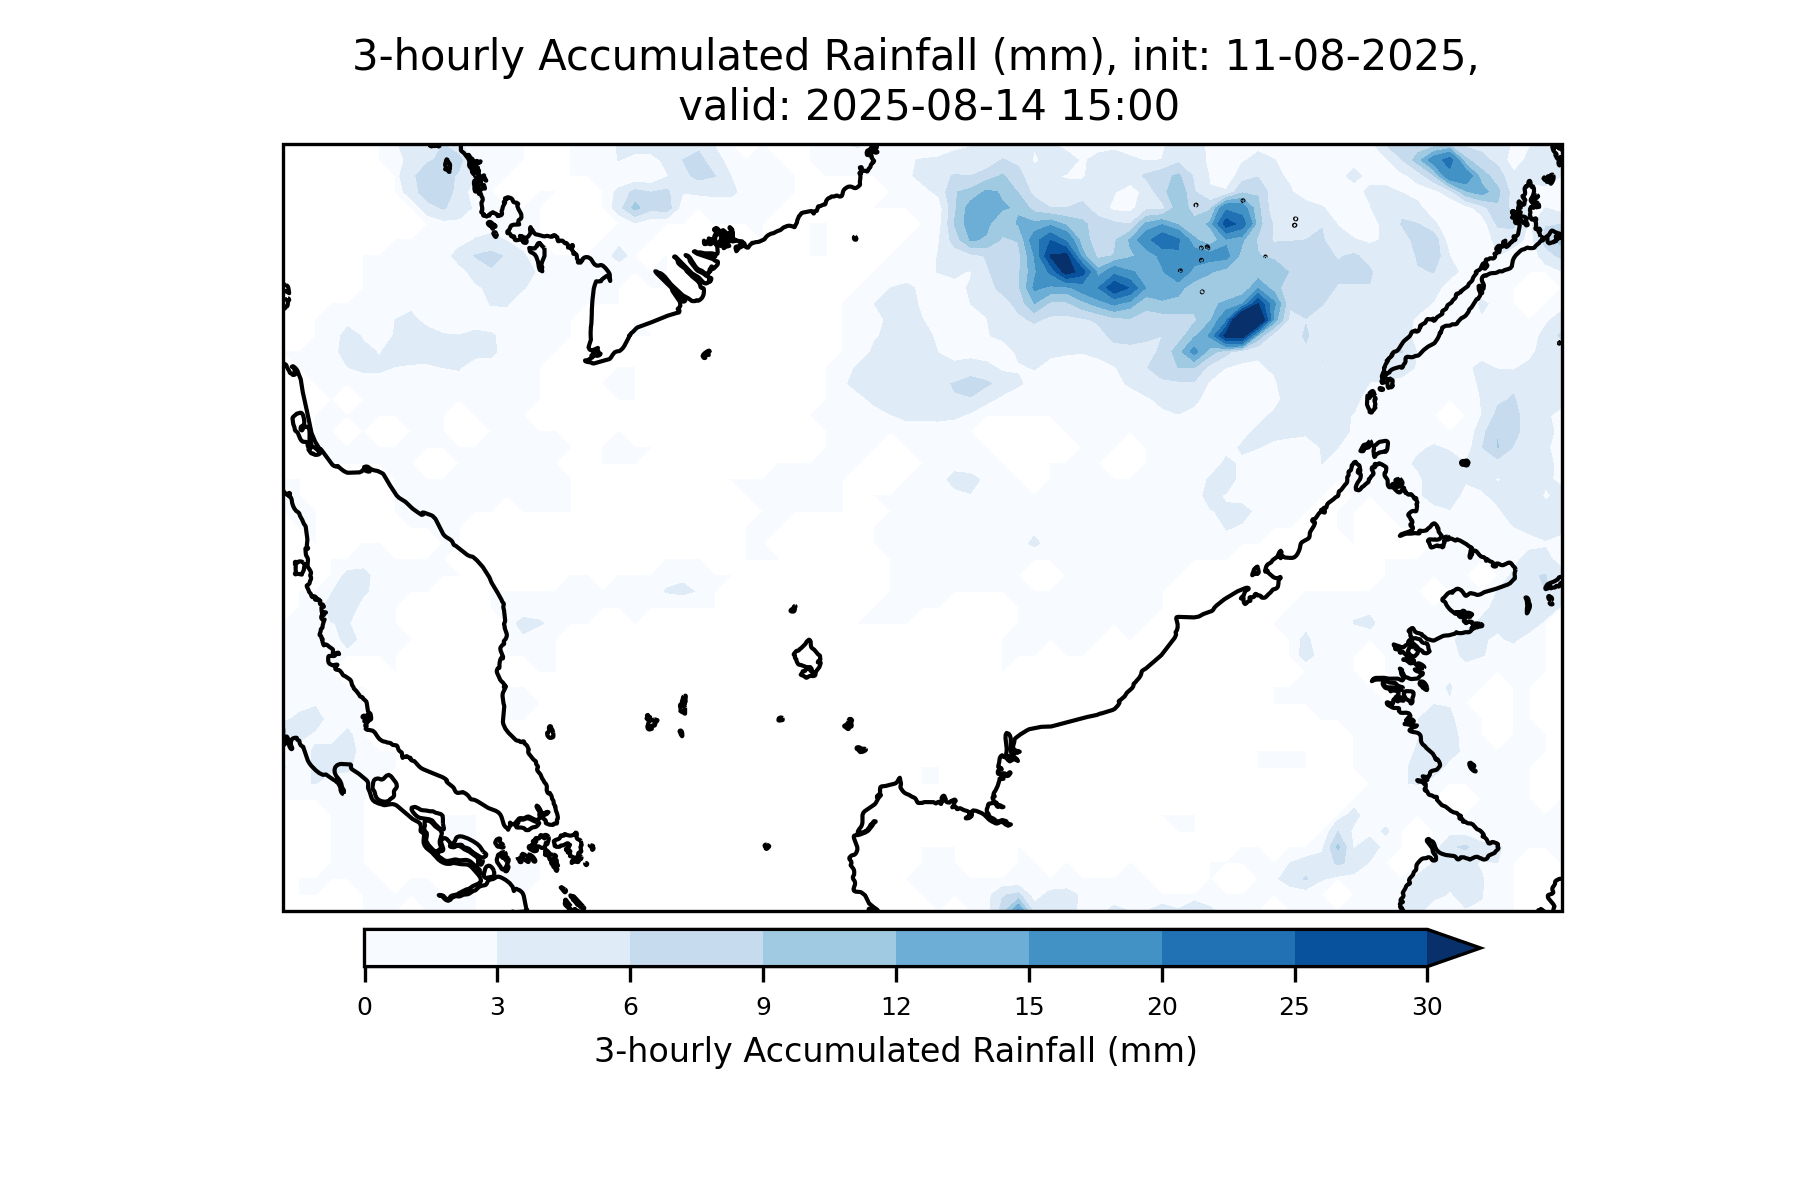 3-hourly Accumulated Rainfall (mm), init: 11-08-2025,
valid: 2025-08-14 15:00
0 3 6 9 12 15 20 25 30
3-hourly Accumulated Rainfall (mm)